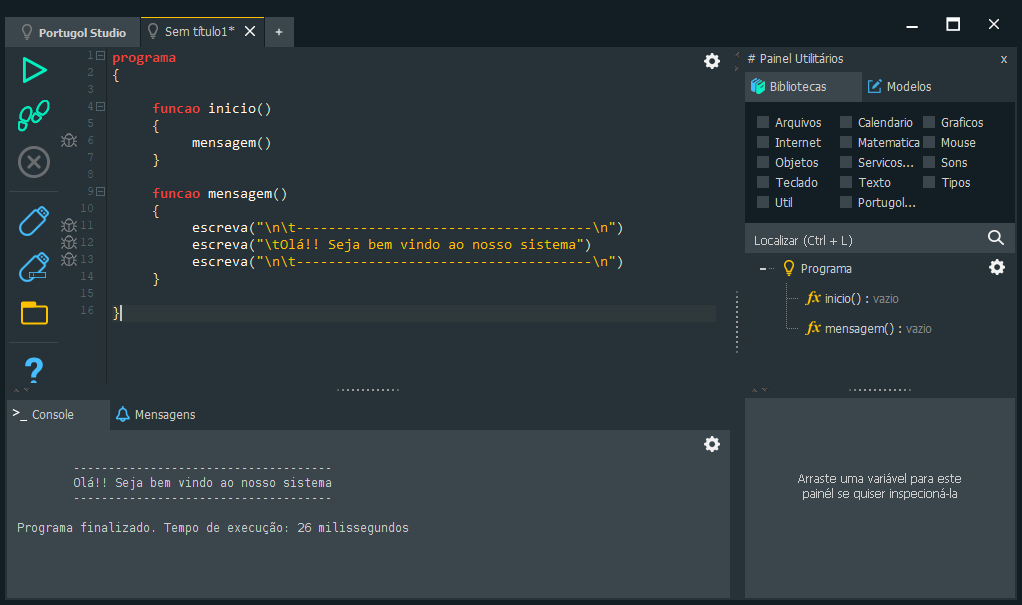 Portugol Studio
Sem título1*
+
1 programa
2 {
3
4 funcao inicio()
5 {
6 mensagem()
7 }
8
9 funcao mensagem()
10 {
11 escreva("\n\t-------------------------------------\n")
12 escreva("\tOlá!! Seja bem vindo ao nosso sistema")
13 escreva("\n\t-------------------------------------\n")
14 }
15
16 }
# Painel Utilitários x
Bibliotecas Modelos
Arquivos Calendario Graficos
Internet Matematica Mouse
Objetos Servicos... Sons
Teclado Texto Tipos
Util Portugol...
Localizar (Ctrl + L)
Programa
fx inicio() : vazio
fx mensagem() : vazio
?
>_ Console Mensagens
-------------------------------------
Olá!! Seja bem vindo ao nosso sistema
-------------------------------------
Programa finalizado. Tempo de execução: 26 milissegundos
Arraste uma variável para este
painél se quiser inspecioná-la